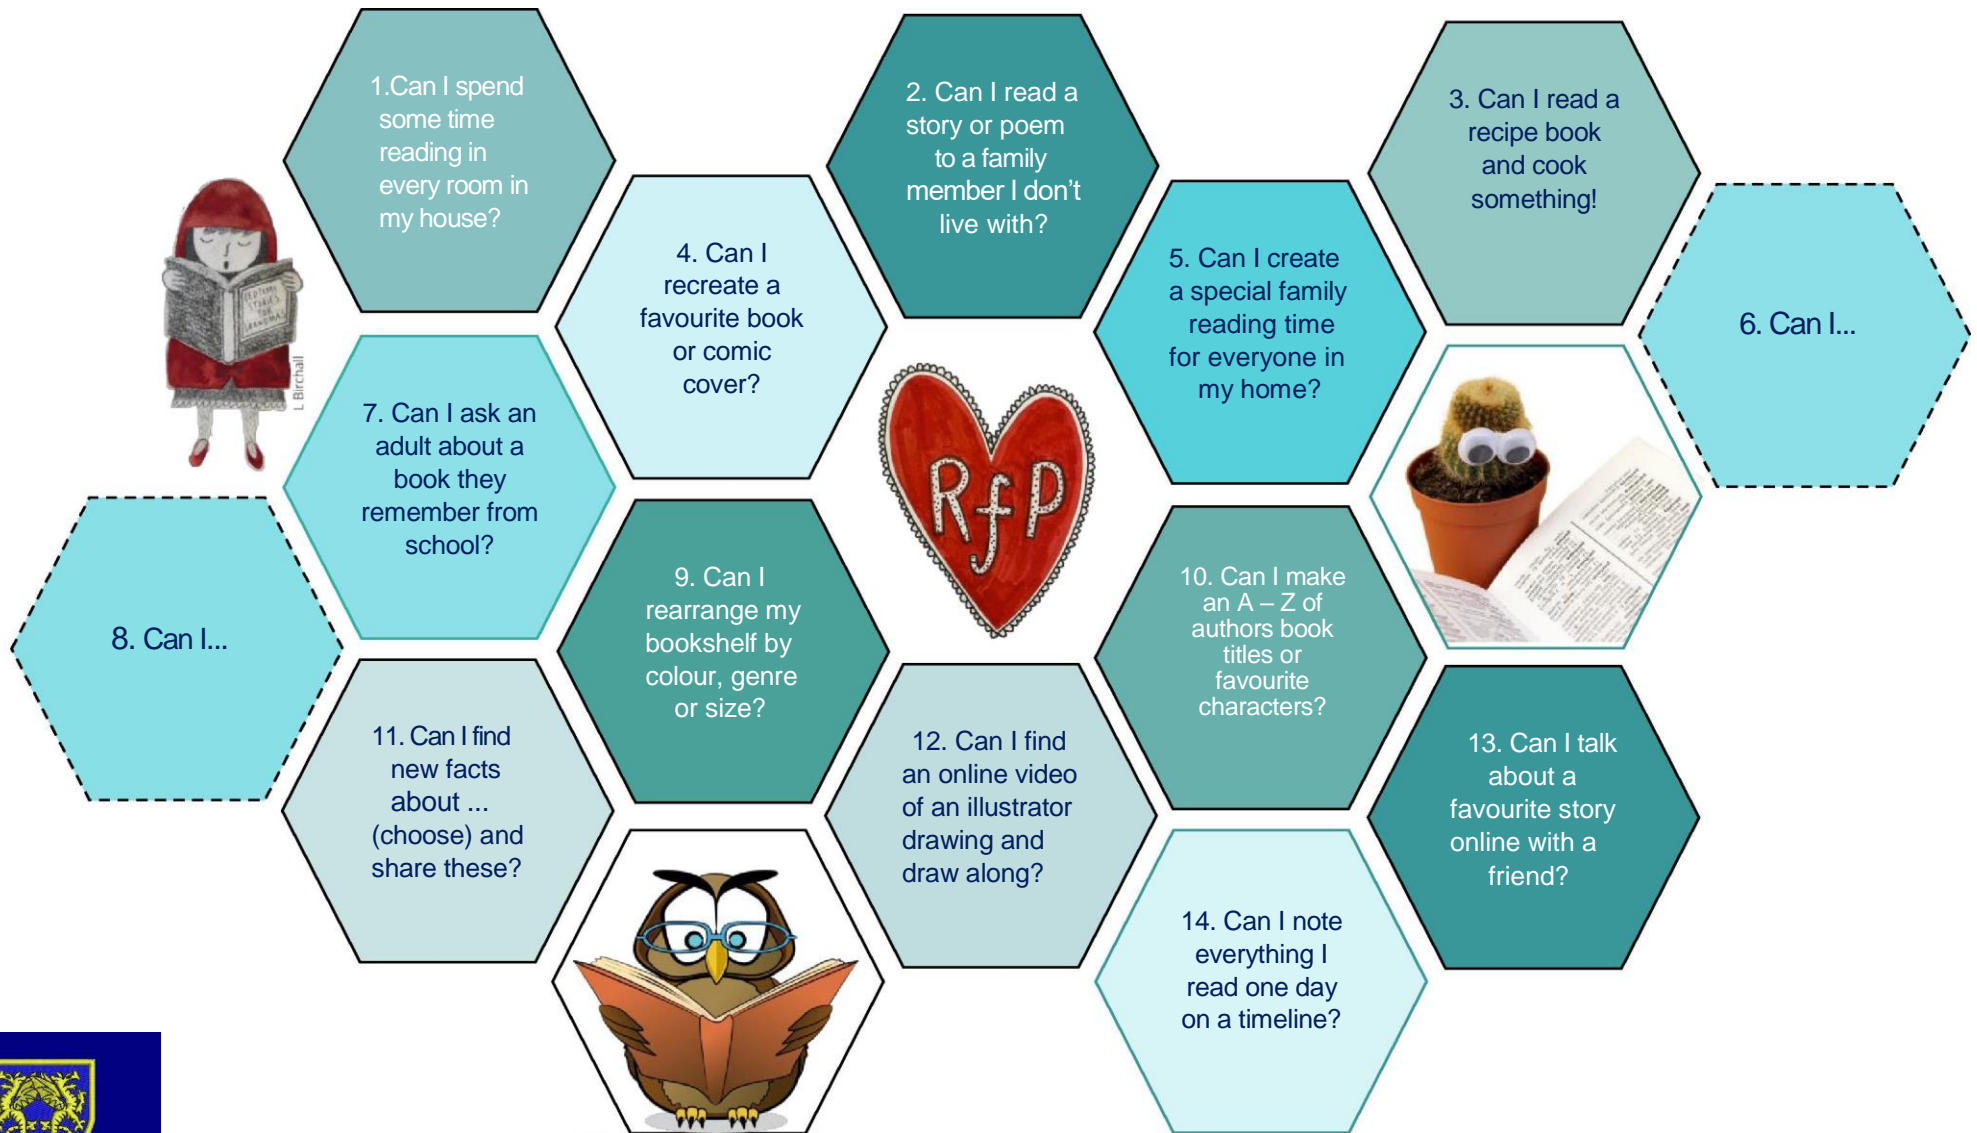 1.Can I spend
some time
reading in
every room in
my house?
2. Can I read a
story or poem
to a family
member I don't
live with?
3. Can I read a
recipe book
and cook
something!
4. Can I
recreate a
favourite book
or comic
cover?
5. Can I create
a special family
reading time
for everyone in
my home?
6. Can I...
L Birchall
7. Can I ask an
adult about a
book they
remember from
school?
RfP
8. Can I...
9. Can I
rearrange my
bookshelf by
colour, genre
or size?
10. Can I make
an A – Z of
authors book
titles or
favourite
characters?
11. Can I find
new facts
about ...
(choose) and
share these?
12. Can I find
an online video
of an illustrator
drawing and
draw along?
13. Can I talk
about a
favourite story
online with a
friend?
14. Can I note
everything I
read one day
on a timeline?